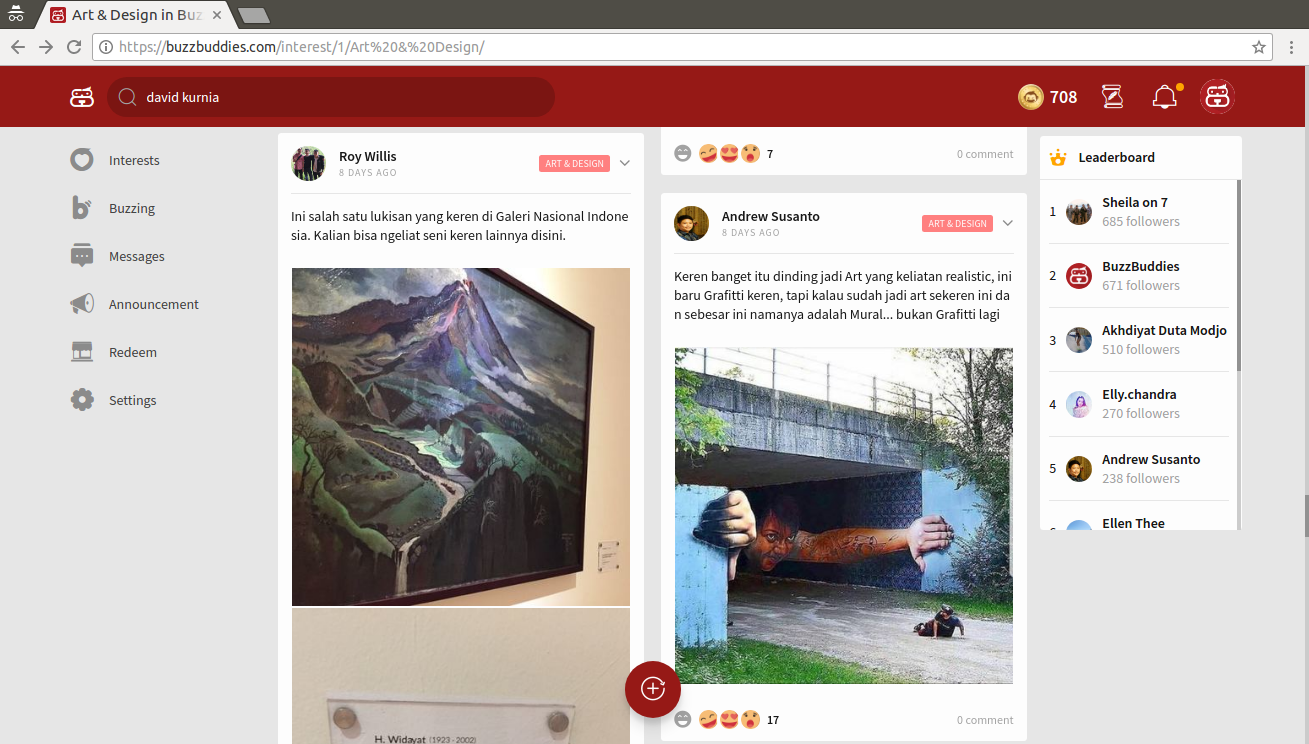 Art & Design in Buz
https://buzzbuddies.com/interest/1/Art%20&%20Design/
david kurnia
708
Interests
Buzzing
Messages
Announcement
Redeem
Settings
Roy Willis
8 DAYS AGO
ART & DESIGN
Ini salah satu lukisan yang keren di Galeri Nasional Indone
sia. Kalian bisa ngeliat seni keren lainnya disini.
H. Widayat (1923 - 2002)
7
0 comment
Andrew Susanto
8 DAYS AGO
ART & DESIGN
Keren banget itu dinding jadi Art yang keliatan realistic, ini
baru Grafitti keren, tapi kalau sudah jadi art sekeren ini da
n sebesar ini namanya adalah Mural... bukan Grafitti lagi
17
0 comment
Leaderboard
1
Sheila on 7
685 followers
2
BuzzBuddies
671 followers
3
Akhdiyat Duta Modjo
510 followers
4
Elly.chandra
270 followers
5
Andrew Susanto
238 followers
Ellen Thee